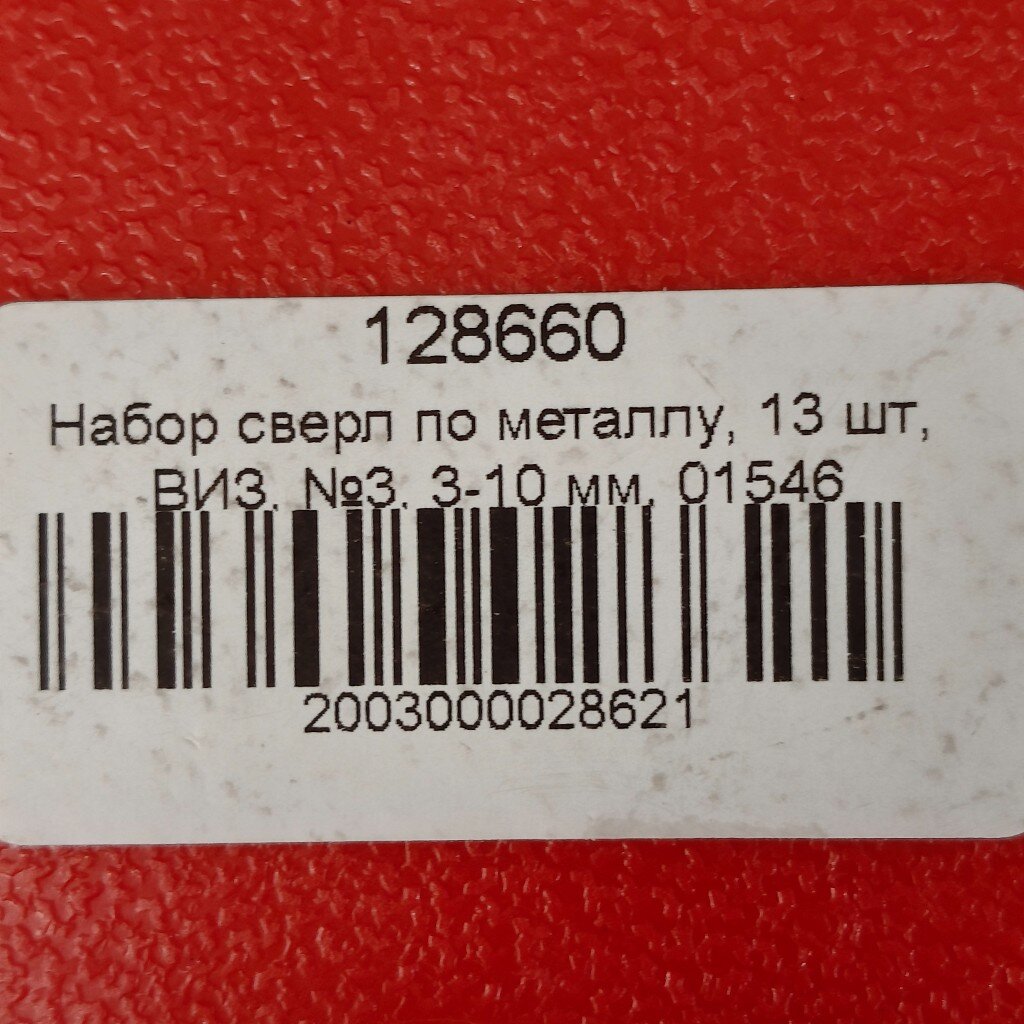 128660
Набор сверл по металлу, 13 шт,
ВИЗ, №3, 3-10 мм, 01546
2003000028621